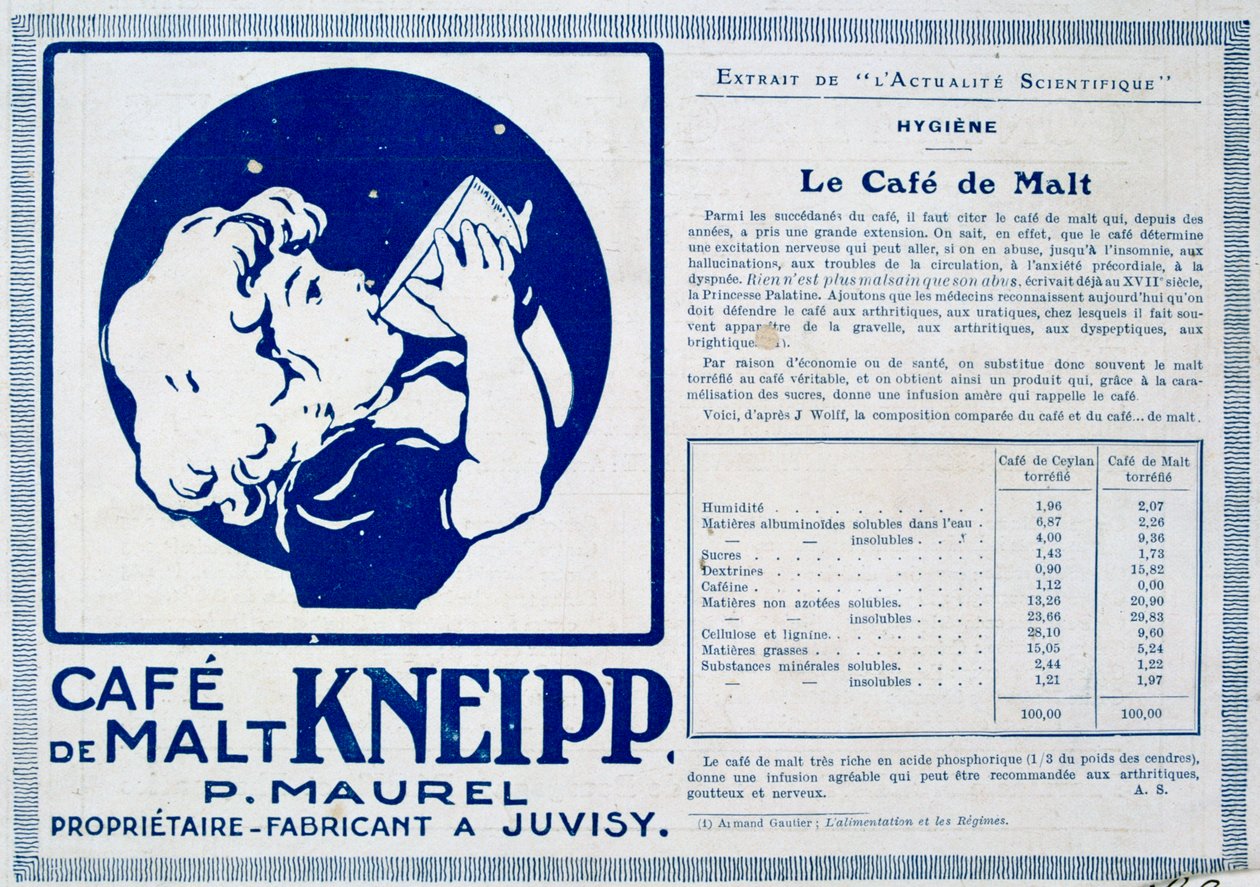 CAFÉ
DE MALT KNEIPP.
P. MAUREL
PROPRIÉTAIRE-FABRICANT A JUVISY.
EXTRAIT DE "L'ACTUALITÉ SCIENTIFIQUE"
HYGIÈNE
Le Café de Malt
Parmi les succédanés du café, il faut citer le café de malt qui, depuis des
années, a pris une grande extension. On sait, en effet, que le café détermine
une excitation nerveuse qui peut aller, si on en abuse, jusqu'à l'insomnie, aux
hallucinations, aux troubles de la circulation, à l'anxiété précordiale, à la
dyspnée. Rien n'est plus malsain que son abus, écrivait déjà au XVIIe siècle,
la Princesse Palatine. Ajoutons que les médecins reconnaissent aujourd'hui qu'on
doit défendre le café aux arthritiques, aux uratiques, chez lesquels il fait sou-
vent apparaître de la gravelle, aux arthritiques, aux dyspeptiques, aux
brightique. 1).
Par raison d'économie ou de santé, on substitue donc souvent le malt
torréfié au café véritable, et on obtient ainsi un produit qui, grâce à la cara-
mélisation des sucres, donne une infusion amère qui rappelle le café.
Voici, d'après J Wolff, la composition comparée du café et du café... de malt.
Café de Ceylan Café de Malt
torréfié torréfié
Humidité . . . . . . . . . . 1,96 2,07
Matières albuminoïdes solubles dans l'eau . 6,87 2,26
— — insolubles . . . 4,00 9,36
Sucres . . . . . . . . . . 1,43 1,73
Dextrines . . . . . . . . . 0,90 15,82
Caféine . . . . . . . . . . 1,12 0,00
Matières non azotées solubles. . . . . 13,26 20,90
— — insolubles . . . . 23,66 29,83
Cellulose et lignine. . . . . . . . 28,10 9,60
Matières grasses . . . . . . . . 15,05 5,24
Substances minérales solubles. . . . . 2,44 1,22
— — insolubles . . . . 1,21 1,97
100,00 100,00
Le café de malt très riche en acide phosphorique (1/3 du poids des cendres),
donne une infusion agréable qui peut être recommandée aux arthritiques,
goutteux et nerveux. A. S.
(1) Armand Gautier ; L'alimentation et les Régimes.